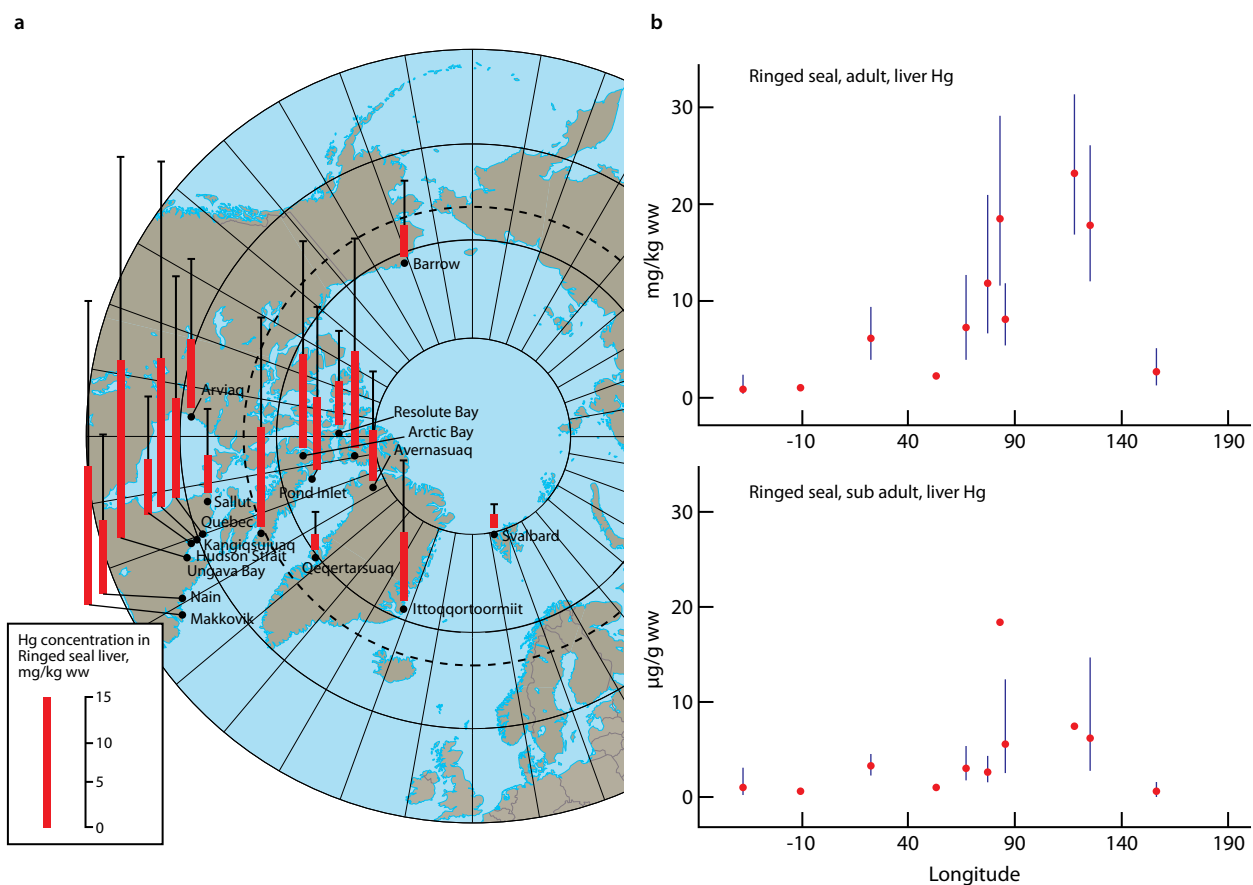 a
Barrow
Arviaq
Resolute Bay
Arctic Bay
Avernasuaq
Pond Inlet
Sallut
Quebec
Kangiqsujuaq
Hudson Strait
Ungava Bay
Qeqertarsuaq
Svalbard
Nain
Makkovik
Ittoqqortoormiit
Hg concentration in
Ringed seal liver,
mg/kg ww
15
10
5
0
b
Ringed seal, adult, liver Hg
mg/kg ww
30
20
10
0
-10 40 90 140 190
Ringed seal, sub adult, liver Hg
µg/g ww
30
20
10
0
-10 40 90 140 190
Longitude